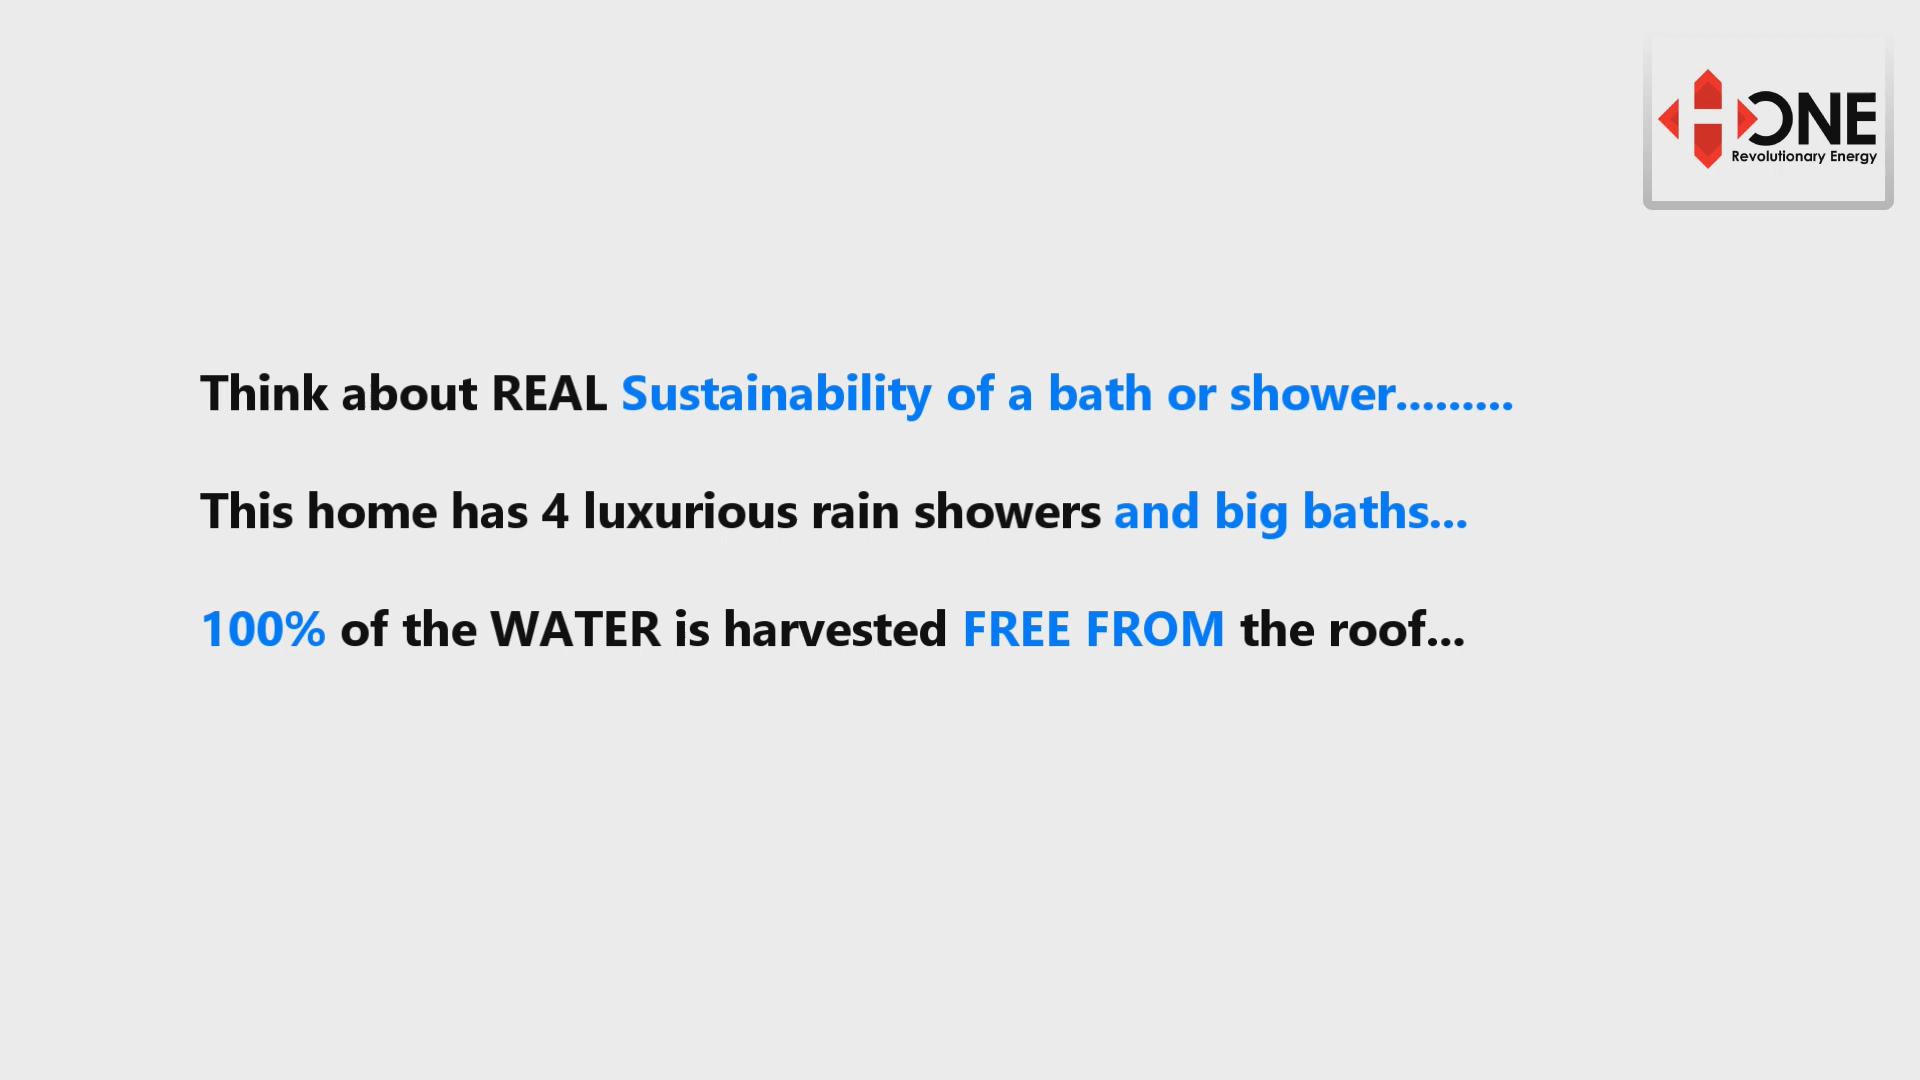 ONE
Revolutionary Energy
Think about REAL Sustainability of a bath or shower.........
This home has 4 luxurious rain showers and big baths...
100% of the WATER is harvested FREE FROM the roof...